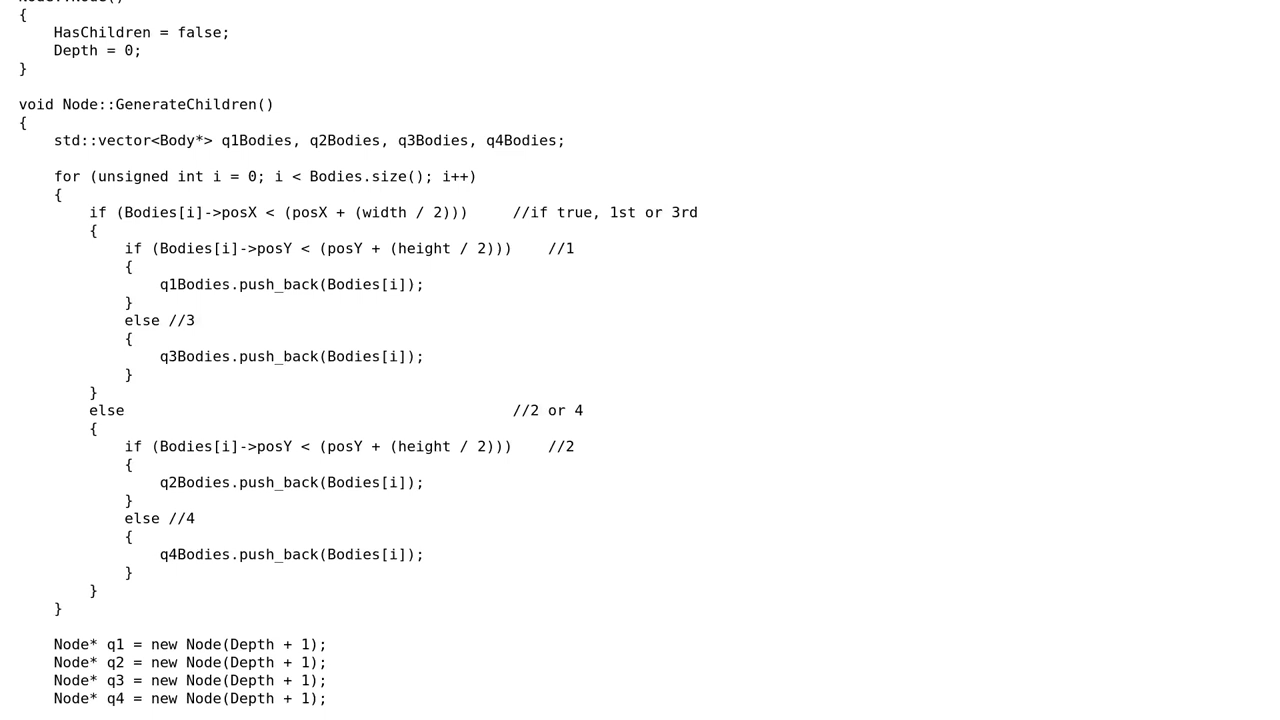 {
    HasChildren = false;
    Depth = 0;
}

void Node::GenerateChildren()
{
    std::vector<Body*> q1Bodies, q2Bodies, q3Bodies, q4Bodies;

    for (unsigned int i = 0; i < Bodies.size(); i++)
    {
        if (Bodies[i]->posX < (posX + (width / 2)))     //if true, 1st or 3rd
        {
            if (Bodies[i]->posY < (posY + (height / 2)))    //1
            {
                q1Bodies.push_back(Bodies[i]);
            }
            else //3
            {
                q3Bodies.push_back(Bodies[i]);
            }
        }
        else                                            //2 or 4
        {
            if (Bodies[i]->posY < (posY + (height / 2)))    //2
            {
                q2Bodies.push_back(Bodies[i]);
            }
            else //4
            {
                q4Bodies.push_back(Bodies[i]);
            }
        }
    }

    Node* q1 = new Node(Depth + 1);
    Node* q2 = new Node(Depth + 1);
    Node* q3 = new Node(Depth + 1);
    Node* q4 = new Node(Depth + 1);